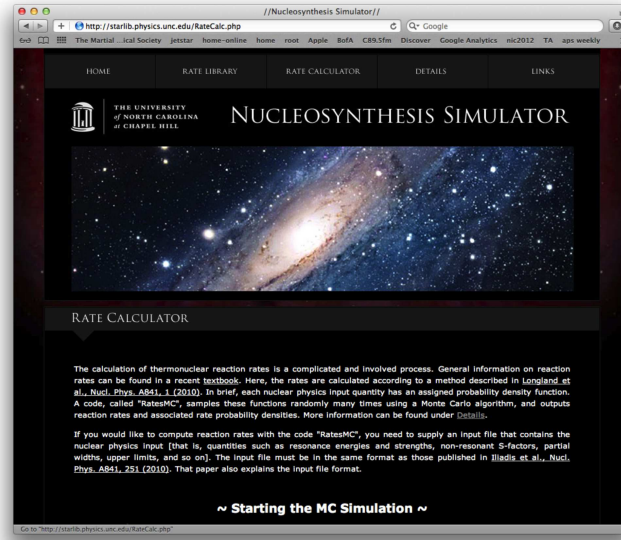 //Nucleosynthesis Simulator//
http://starlib.physics.unc.edu/RateCalc.php
Google
The Martial ...ical Society jetstar home-online home root Apple BofA C89.5fm Discover Google Analytics nic2012 TA aps weekly
HOME RATE LIBRARY RATE CALCULATOR DETAILS LINKS
THE UNIVERSITY
of NORTH CAROLINA
at CHAPEL HILL
NUCLEOSYNTHESIS SIMULATOR
RATE CALCULATOR
The calculation of thermonuclear reaction rates is a complicated and involved process. General information on reaction
rates can be found in a recent textbook. Here, the rates are calculated according to a method described in Longland et
al., Nucl. Phys. A841, 1 (2010). In brief, each nuclear physics input quantity has an assigned probability density function.
A code, called "RatesMC", samples these functions randomly many times using a Monte Carlo algorithm, and outputs
reaction rates and associated rate probability densities. More information can be found under Details.
If you would like to compute reaction rates with the code "RatesMC", you need to supply an input file that contains the
nuclear physics input [that is, quantities such as resonance energies and strengths, non-resonant S-factors, partial
widths, upper limits, and so on]. The input file must be in the same format as those published in Iliadis et al., Nucl.
Phys. A841, 251 (2010). That paper also explains the input file format.
~ Starting the MC Simulation ~
Go to "http://starlib.physics.unc.edu/RateCalc.php"